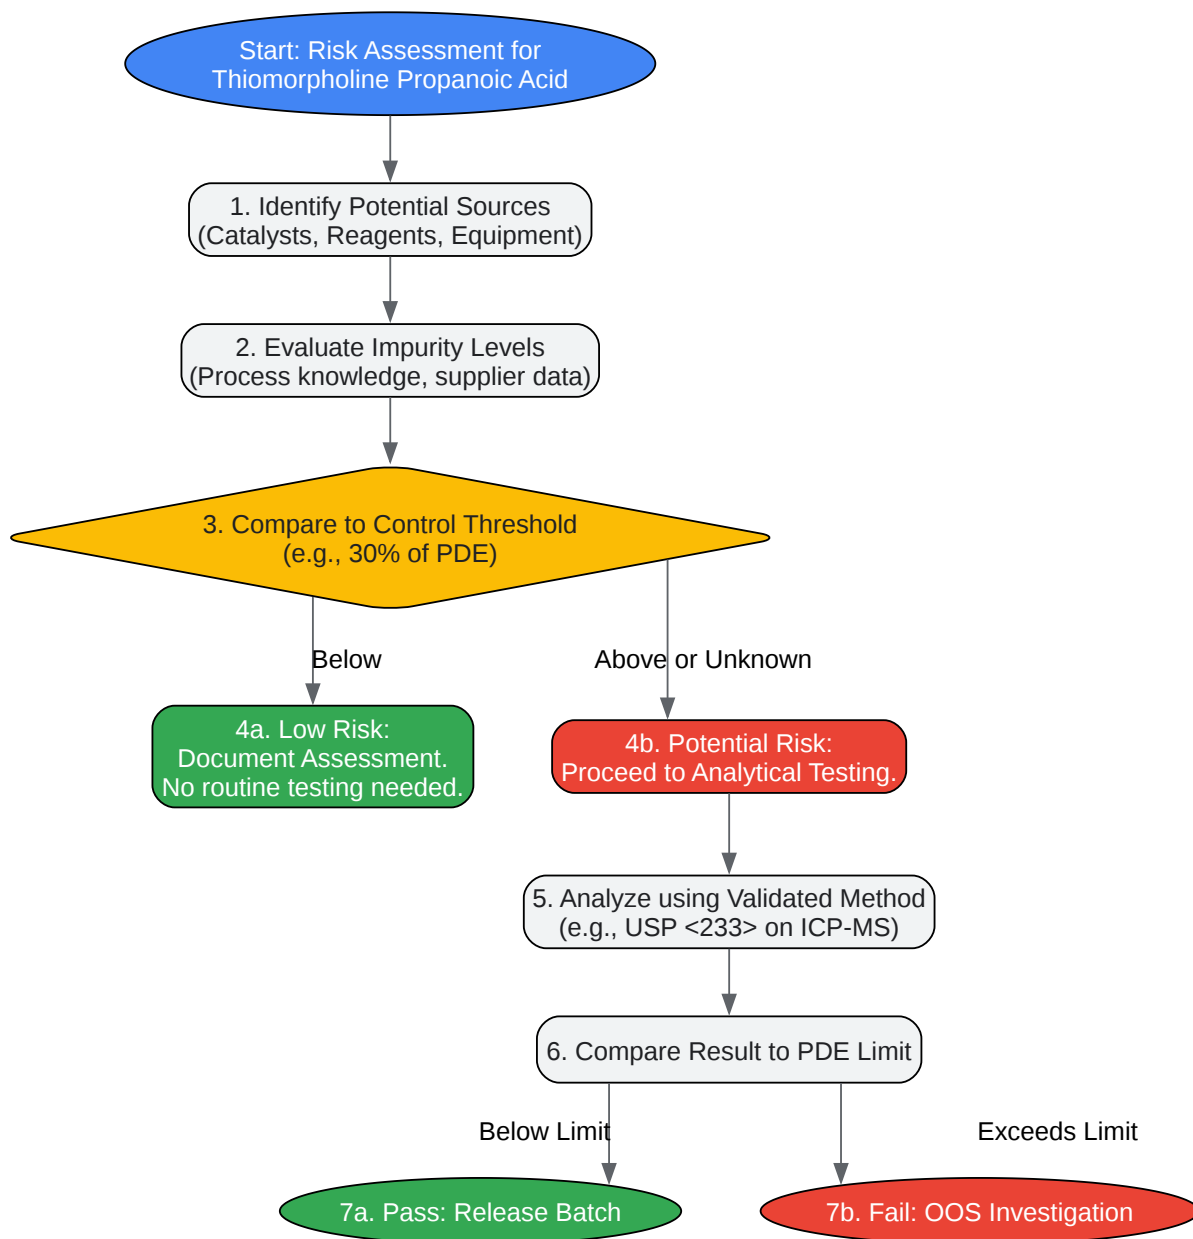 Start: Risk Assessment for
Thiomorpholine Propanoic Acid
1. Identify Potential Sources
(Catalysts, Reagents, Equipment)
2. Evaluate Impurity Levels
(Process knowledge, supplier data)
3. Compare to Control Threshold
(e.g., 30% of PDE)
Below
Above or Unknown
4a. Low Risk:
Document Assessment.
No routine testing needed.
4b. Potential Risk:
Proceed to Analytical Testing.
5. Analyze using Validated Method
(e.g., USP <233> on ICP-MS)
6. Compare Result to PDE Limit
Below Limit
Exceeds Limit
7a. Pass: Release Batch
7b. Fail: OOS Investigation